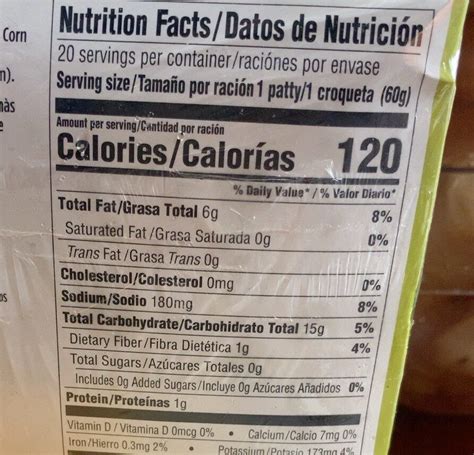 Corn
m).
más
e
os
Nutrition Facts/Datos de Nutrición
20 servings per container/raciónes por envase
Serving size/Tamaño por ración 1 patty/1 croqueta (60g)
Amount per serving/Cantidad por ración
Calories/Calorías 120
% Daily Value* / % Valor Diario*
Total Fat/Grasa Total 6g 8%
Saturated Fat/Grasa Saturada 0g 0%
Trans Fat/Grasa Trans 0g
Cholesterol/Colesterol 0mg 0%
Sodium/Sodio 180mg 8%
Total Carbohydrate/Carbohidrato Total 15g 5%
Dietary Fiber/Fibra Dietética 1g 4%
Total Sugars/Azúcares Totales 0g
Includes 0g Added Sugars/Incluye 0g Azúcares Añadidos 0%
Protein/Proteínas 1g
Vitamin D / Vitamina D 0mcg 0% • Calcium/Calcio 7mg 0%
Iron/Hierro 0.3mg 2% • Potassium/Potasio 173mg 4%